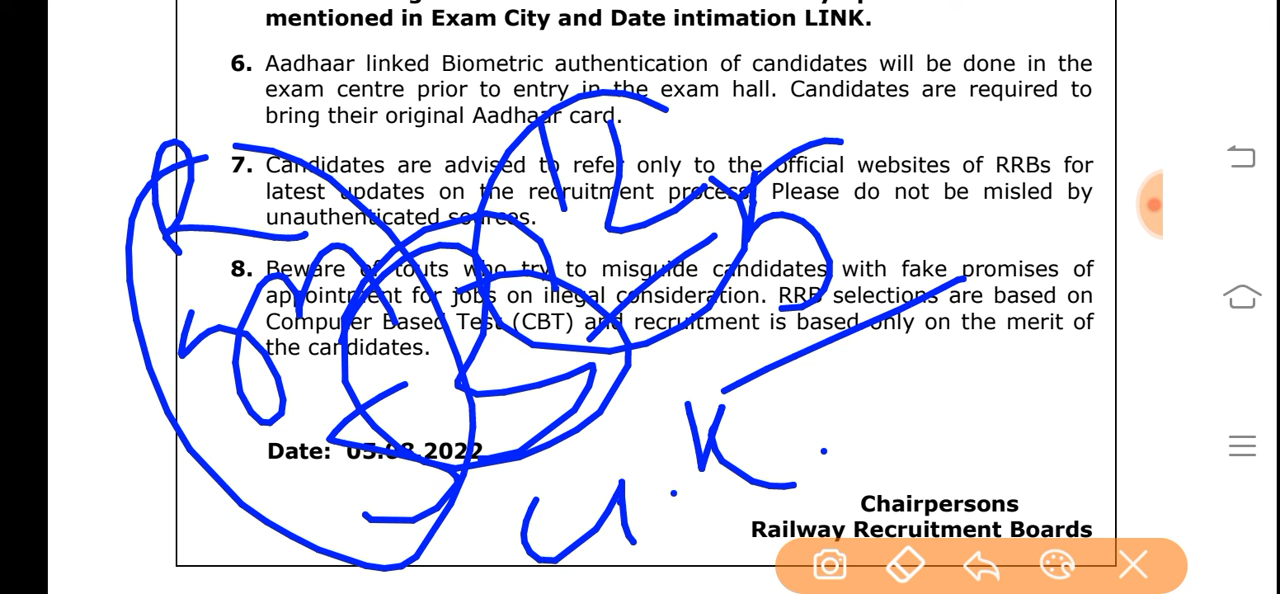 mentioned in Exam City and Date intimation LINK.
6. Aadhaar linked Biometric authentication of candidates will be done in the
exam centre prior to entry in the exam hall. Candidates are required to
bring their original Aadhaar card.
7. Candidates are advised to refer only to the official websites of RRBs for
latest updates on the recruitment process. Please do not be misled by
unauthenticated sources.
8. Beware of touts who try to misguide candidates with fake promises of
appointment for jobs on illegal consideration. RRB selections are based on
Computer Based Test (CBT) and recruitment is based only on the merit of
the candidates.
Date: 05.08.2022
U.K.
Chairpersons
Railway Recruitment Boards